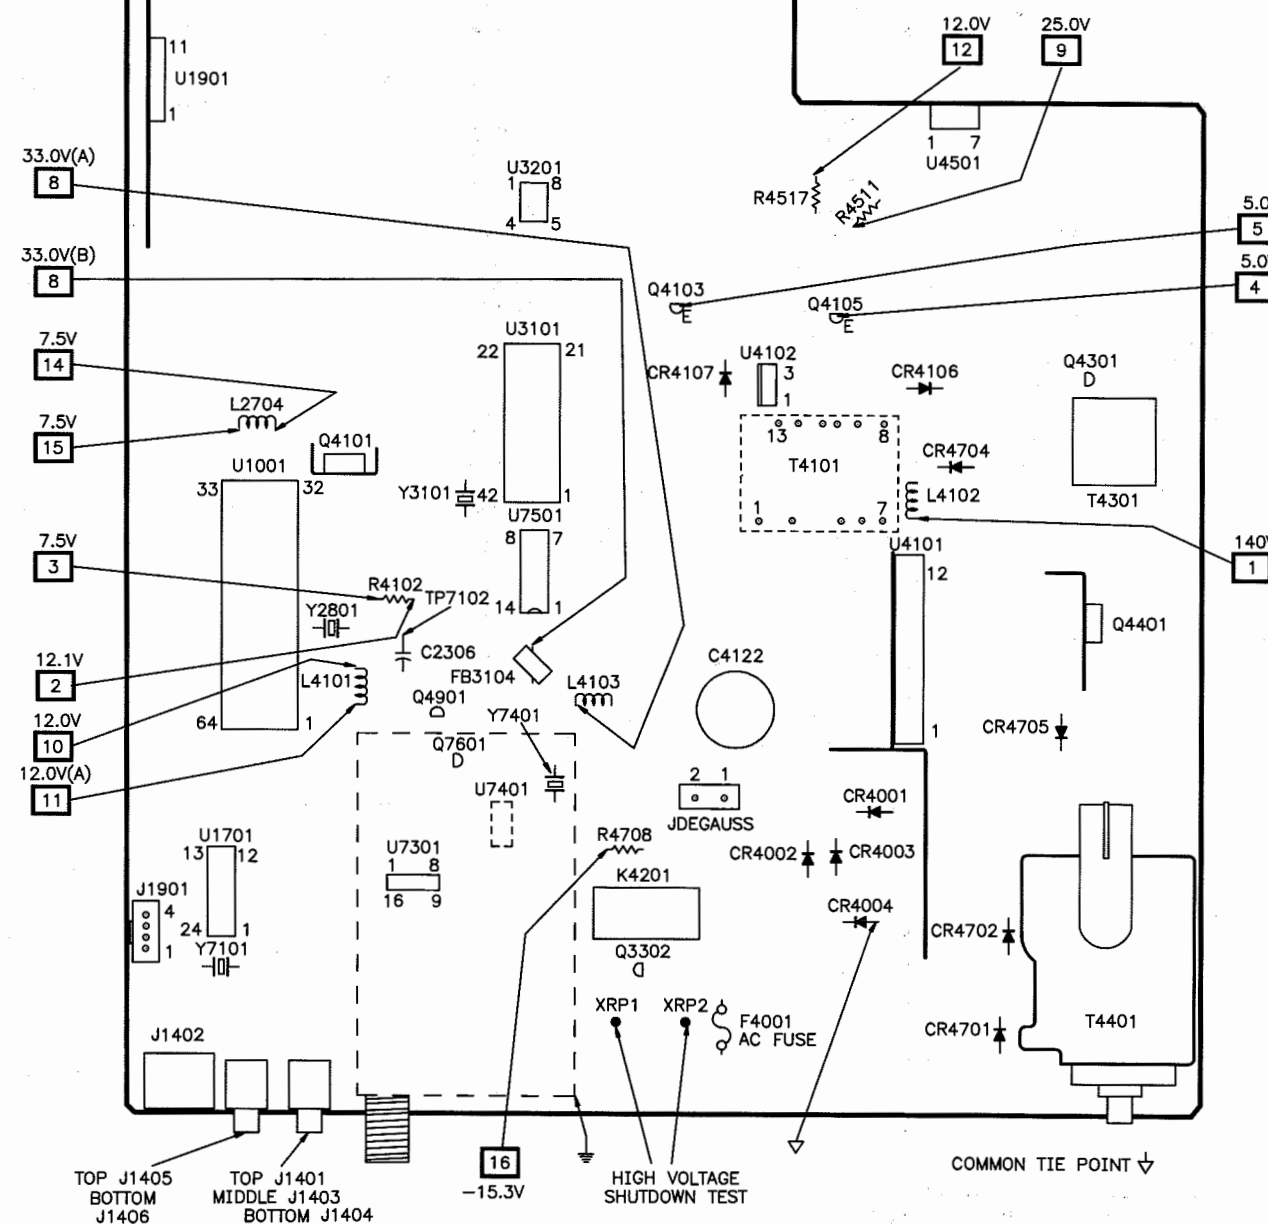 12.0V
25.0V
12
9
11
U1901
1
1 7
U4501
33.0V(A)
8
U3201
1 8
4 5
R4517
R4511
5.0
5
33.0V(B)
8
5.0
4
Q4103
E
Q4105
E
7.5V
14
U3101
22 21
U4102
3
1
CR4107
CR4106
Q4301
L2704
7.5V
15
Q4101
13 8
T4101
CR4704
U1001
33 32
Y3101
42 1
1 7
L4102
T4301
U7501
8 7
7.5V
3
U4101
12
140V
1
R4102
TP7102
14 1
Y2801
Q4401
12.1V
2
C2306
FB3104
L4101
L4103
C4122
Q4901
64 1
12.0V
10
Y7401
1
CR4705
Q7601
12.0V(A)
11
U7401
2 1
JDEGAUSS
CR4001
U1701
13 12
U7301
1 8
16 9
R4708
CR4002
CR4003
J1901
4
1
24 1
Y7101
K4201
CR4004
CR4702
Q3302
XRP1
XRP2
F4001
AC FUSE
CR4701
T4401
J1402
16
-15.3V
HIGH VOLTAGE
SHUTDOWN TEST
COMMON TIE POINT
TOP J1405
BOTTOM
J1406
TOP J1401
MIDDLE J1403
BOTTOM J1404